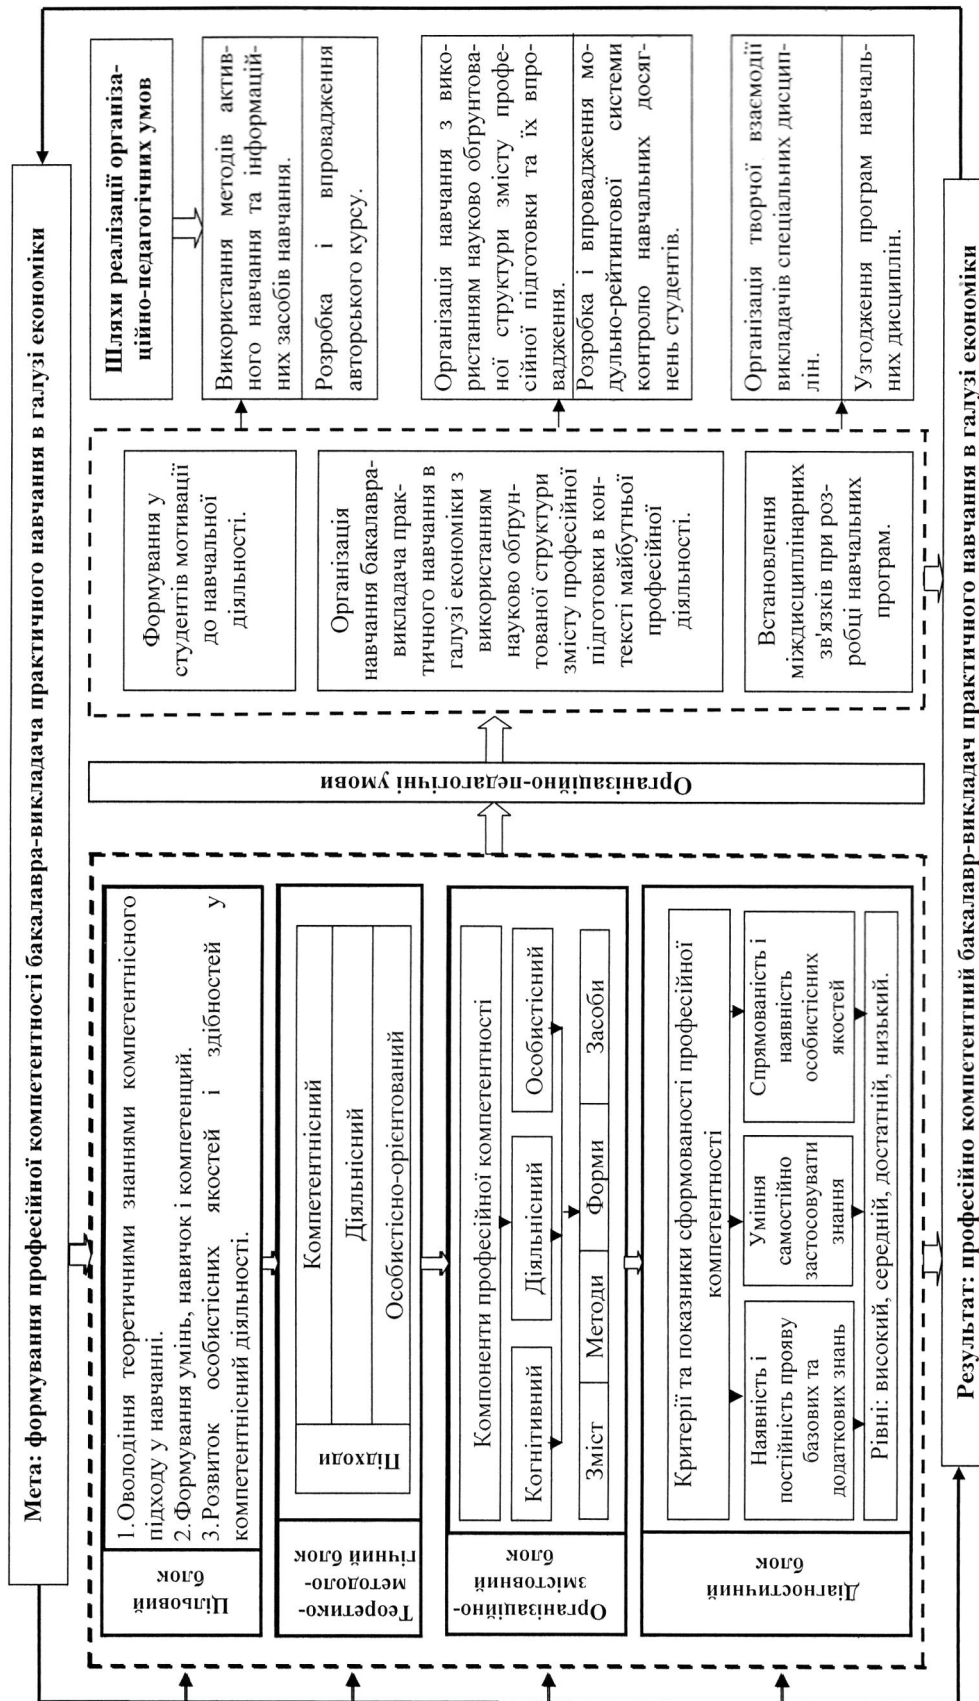 Мета: формування професійної компетентності бакалавра-викладача практичного навчання в галузі економіки
Цільовий
блок
1.Оволодіння теоретичними знаннями компетентнісного
підходу у навчанні.
2.Формування умінь, навичок і компетенцій.
3.Розвиток особистісних якостей і здібностей у
компетентнісний діяльності.
Теоретико-
методоло-
гічний блок
Підходи
Компетентнісний
Діяльнісний
Особистісно-орієнтований
Організаційно-
змістовний
блок
Компоненти професійної компетентності
Когнітивний
Діяльнісний
Особистісний
Зміст
Методи
Форми
Засоби
Діагностичний
блок
Критерії та показники сформованості професійної
компетентності
Наявність і
постійність прояву
базових та
додаткових знань
Уміння
самостійно
застосовувати
знання
Спрямованість і
наявність
особистісних
якостей
Рівні: високий, середній, достатній, низький.
Організаційно-педагогічні умови
Формування у
студентів мотивації
до навчальної
діяльності.
Організація
навчання бакалавра-
викладача прак-
тичного навчання в
галузі економіки з
використанням
науково обґрун-
тованої структури
змісту професійної
підготовки в кон-
тексті майбутньої
професійної
діяльності.
Встановлення
міждисциплінарних
зв'язків при роз-
робці навчальних
програм.
Шляхи реалізації організа-
ційно-педагогічних умов
Використання методів актив-
ного навчання та інформацій-
них засобів навчання.
Розробка і впровадження
авторського курсу.
Організація навчання з вико-
ристанням науково обґрунтова-
ної структури змісту профе-
сійної підготовки та їх впро-
вадження.
Розробка і впровадження мо-
дульно-рейтингової системи
контролю навчальних досяг-
нень студентів.
Організація творчої взаємодії
викладачів спеціальних дисцип-
лін.
Узгодження програм навчаль-
них дисциплін.
Результат: професійно компетентний бакалавр-викладач практичного навчання в галузі економіки